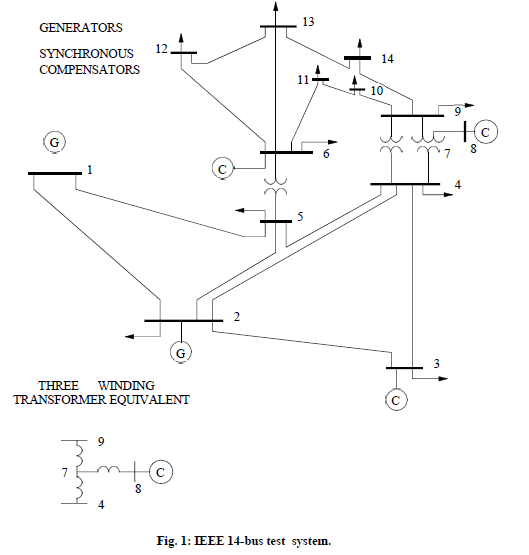 GENERATORS
SYNCHRONOUS
COMPENSATORS
13
12
14
11
10
9
C
G
1
C
6
7
8
4
5
2
G
3
C
THREE WINDING
TRANSFORMER EQUIVALENT
9
7
C
8
4
Fig. 1: IEEE 14-bus test system.